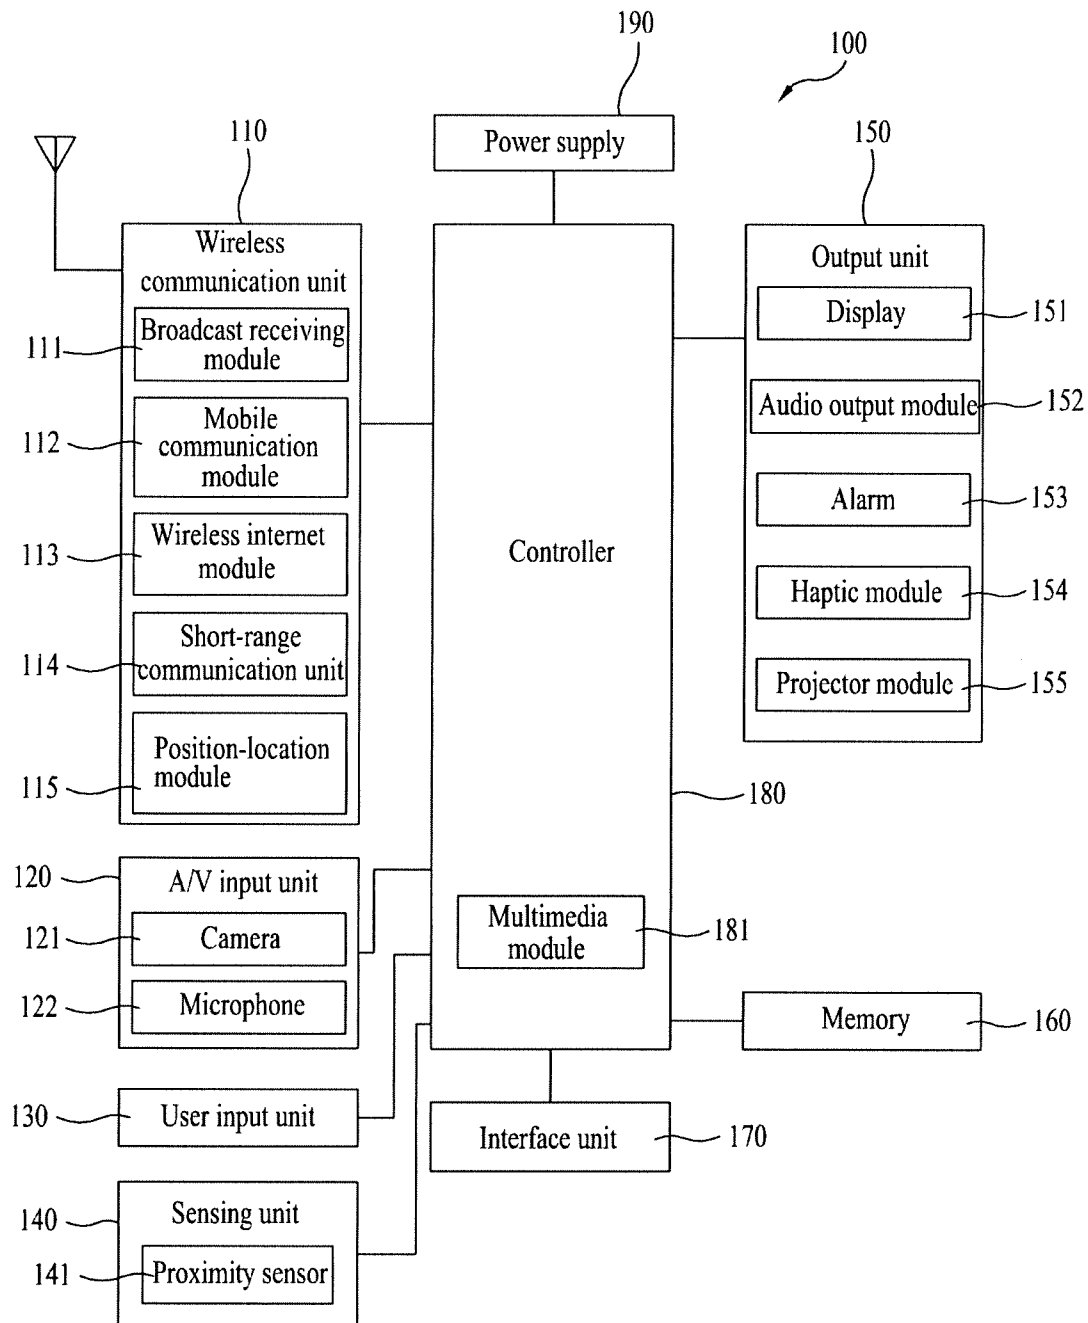 190
100
Power supply
110
150
Wireless
communication unit
Output unit
Broadcast receiving
module
111
Display
151
Mobile
communication
module
112
Audio output module
152
Wireless internet
module
113
Alarm
153
Controller
Short-range
communication unit
114
Haptic module
154
Position-location
module
115
Projector module
155
180
120
A/V input unit
Camera
121
Microphone
122
Multimedia
module
181
Memory
160
130
User input unit
Interface unit
170
140
Sensing unit
141
Proximity sensor